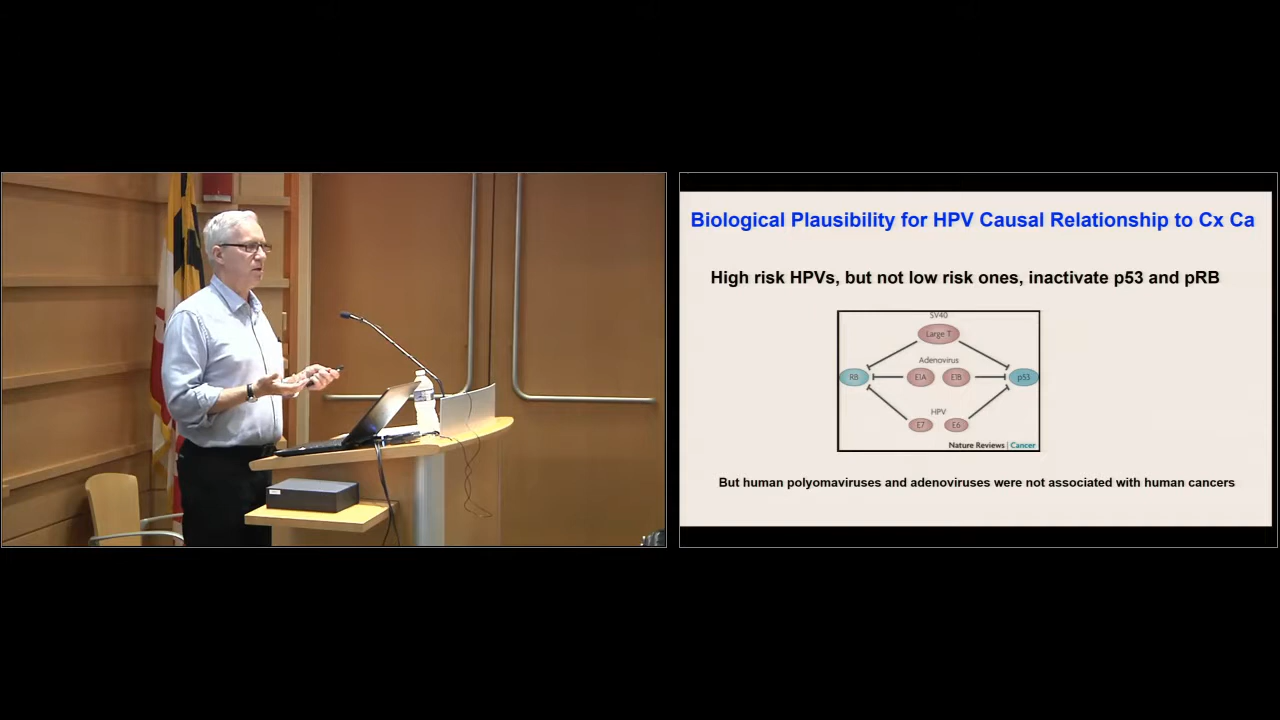 Biological Plausibility for HPV Causal Relationship to Cx Ca
High risk HPVs, but not low risk ones, inactivate p53 and pRB
SV40
Large T
Adenovirus
RB
E1A
E1B
p53
HPV
E7
E6
Nature Reviews | Cancer
But human polyomaviruses and adenoviruses were not associated with human cancers